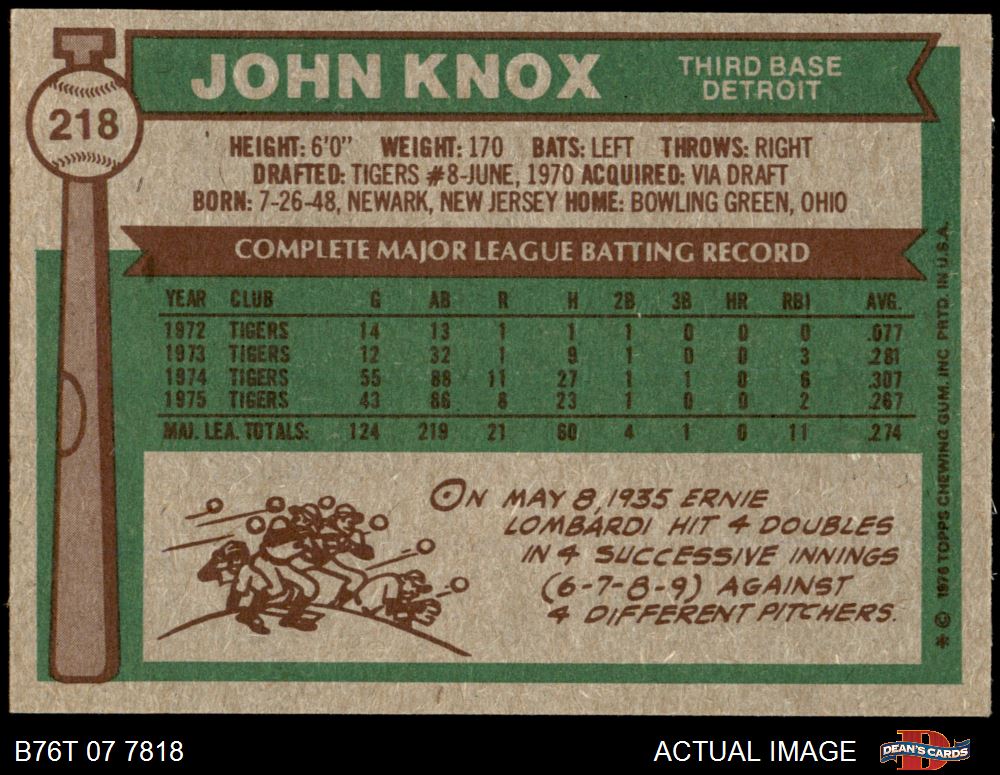 218
JOHN KNOX
THIRD BASE
DETROIT
HEIGHT: 6'0" WEIGHT: 170 BATS: LEFT THROWS: RIGHT
DRAFTED: TIGERS #8-JUNE, 1970 ACQUIRED: VIA DRAFT
BORN: 7-26-48, NEWARK, NEW JERSEY HOME: BOWLING GREEN, OHIO
COMPLETE MAJOR LEAGUE BATTING RECORD
YEAR CLUB G AB R H 2B 3B HR RBI AVG.
1972 TIGERS 14 13 1 1 1 0 0 0 .077
1973 TIGERS 12 32 1 9 1 0 0 3 .281
1974 TIGERS 55 88 11 27 1 1 0 6 .307
1975 TIGERS 43 86 8 23 1 0 0 2 .267
MAJ. LEA. TOTALS: 124 219 21 60 4 1 0 11 .274
ON MAY 8, 1935 ERNIE
LOMBARDI HIT 4 DOUBLES
IN 4 SUCCESSIVE INNINGS
(6-7-8-9) AGAINST
4 DIFFERENT PITCHERS.
* © 1976 TOPPS CHEWING GUM, INC PRTD. IN U.S.A.
B76T 07 7818
ACTUAL IMAGE
DEAN'S CARDS